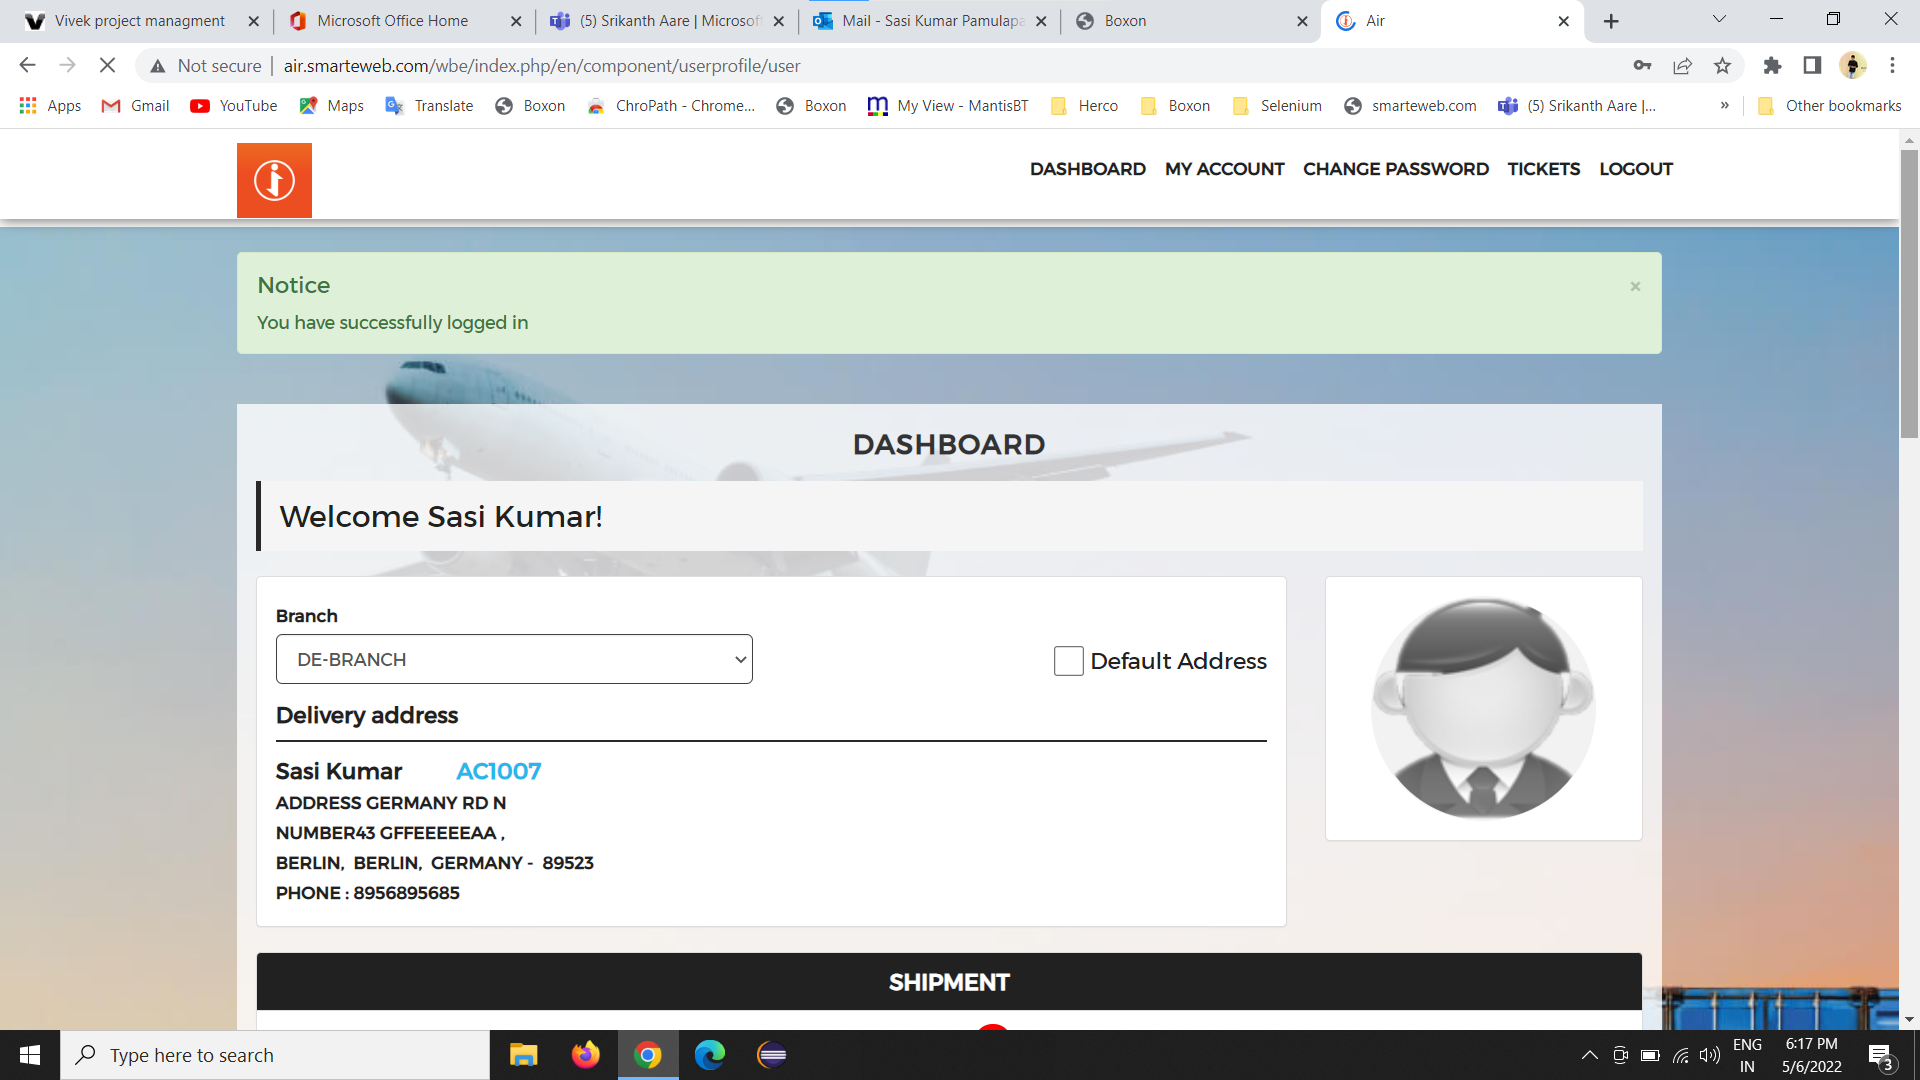 Vivek project managment
Microsoft Office Home
(5) Srikanth Aare | Microsof
Mail - Sasi Kumar Pamulapa
Boxon
Air
Not secure | air.smarteweb.com/wbe/index.php/en/component/userprofile/user
Apps Gmail YouTube Maps Translate Boxon ChroPath - Chrome... Boxon My View - MantisBT Herco Boxon Selenium smarteweb.com (5) Srikanth Aare |... » Other bookmarks
DASHBOARD MY ACCOUNT CHANGE PASSWORD TICKETS LOGOUT
Notice
×
You have successfully logged in
DASHBOARD
Welcome Sasi Kumar!
Branch
DE-BRANCH
Default Address
Delivery address
Sasi Kumar AC1007
ADDRESS GERMANY RD N
NUMBER43 GFFEEEEEAA ,
BERLIN, BERLIN, GERMANY - 89523
PHONE : 8956895685
SHIPMENT
Type here to search
ENG
IN
6:17 PM
5/6/2022
3